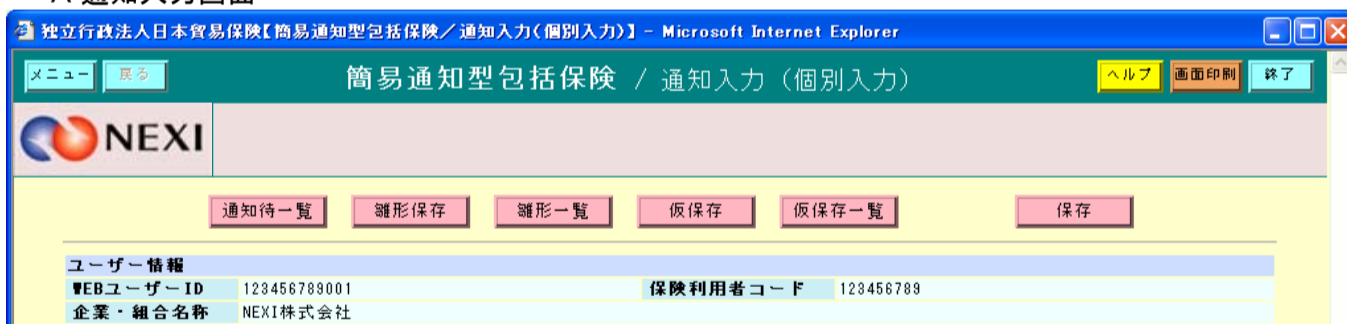 独立行政法人日本貿易保険【簡易通知型包括保険／通知入力(個別入力)】 - Microsoft Internet Explorer
メニュー 戻る 簡易通知型包括保険 / 通知入力（個別入力） ヘルプ 画面印刷 終了
NEXI
通知待一覧 雛形保存 雛形一覧 仮保存 仮保存一覧 保存
ユーザー情報
WEBユーザーID 123456789001 保険利用者コード 123456789
企業・組合名称 NEXI株式会社